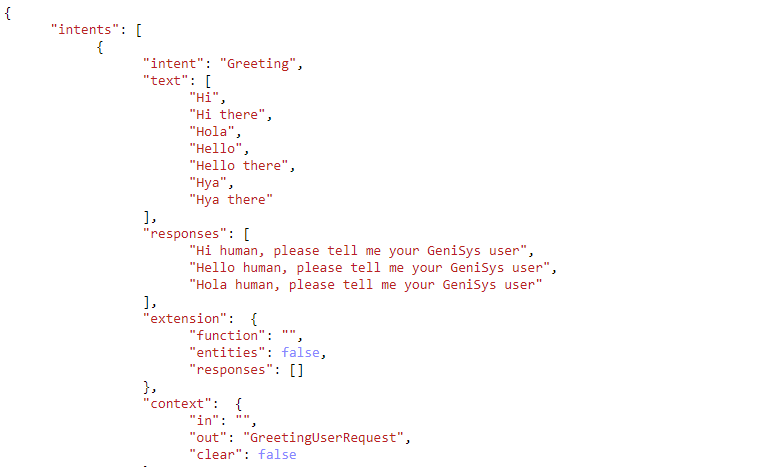 {
"intents": [
{
"intent": "Greeting",
"text": [
"Hi",
"Hi there",
"Hola",
"Hello",
"Hello there",
"Hya",
"Hya there"
],
"responses": [
"Hi human, please tell me your GeniSys user",
"Hello human, please tell me your GeniSys user",
"Hola human, please tell me your GeniSys user"
],
"extension":  {
"function": "",
"entities": false,
"responses": []
},
"context":  {
"in": "",
"out": "GreetingUserRequest",
"clear": false